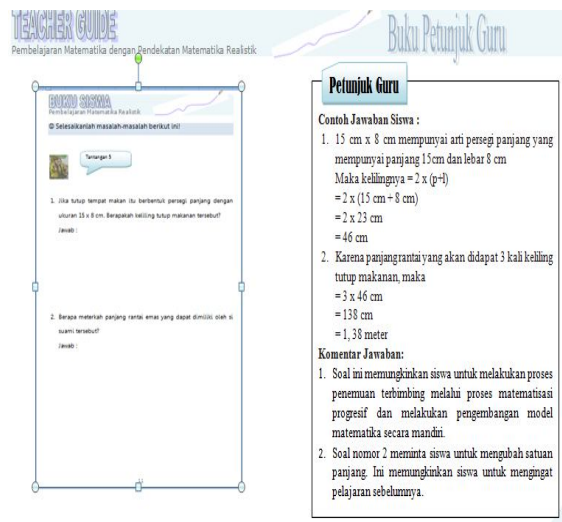 TEACHER GUIDE
Pembelajaran Matematika dengan Pendekatan Matematika Realistik
BUKU SISWA
Pembelajaran Matematika Realistik
Selesaikanlah masalah-masalah berikut ini!
Tantangan 5
1. Jika tutup tempat makan itu berbentuk persegi panjang dengan
ukuran 15 x 8 cm. Berapakah keliling tutup makanan tersebut?
Jawab :
2. Berapa meterkah panjang rantai emas yang dapat dimiliki oleh si
suami tersebut?
Jawab :
Buku Petunjuk Guru
Petunjuk Guru
Contoh Jawaban Siswa :
1. 15 cm x 8 cm mempunyai arti persegi panjang yang
mempunyai panjang 15cm dan lebar 8 cm
Maka kelilingnya = 2 x (p+l)
= 2 x (15 cm + 8 cm)
= 2 x 23 cm
= 46 cm
2. Karena panjang rantai yang akan didapat 3 kali keliling
tutup makanan, maka
= 3 x 46 cm
= 138 cm
= 1, 38 meter
Komentar Jawaban:
1. Soal ini memungkinkan siswa untuk melakukan proses
penemuan terbimbing melalui proses matematisasi
progresif dan melakukan pengembangan model
matematika secara mandiri.
2. Soal nomor 2 meminta siswa untuk mengubah satuan
panjang. Ini memungkinkan siswa untuk mengingat
pelajaran sebelumnya.